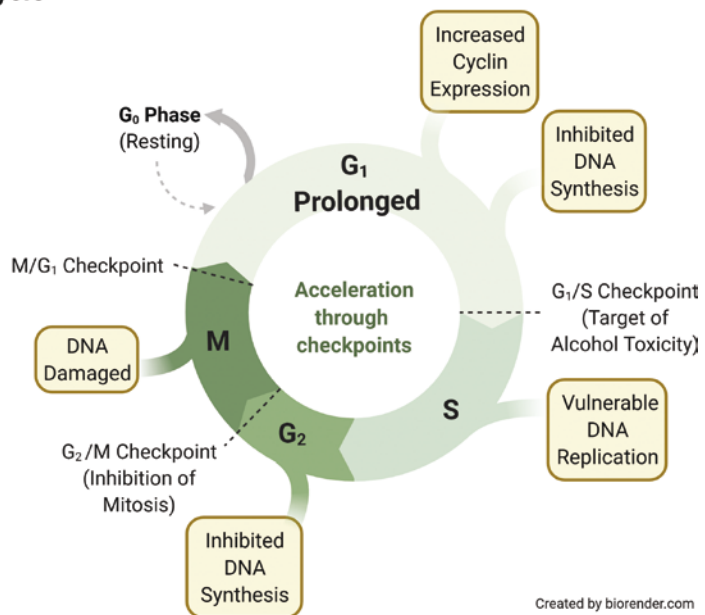 Increased
Cyclin
Expression
G₀ Phase
(Resting)
Inhibited
DNA
Synthesis
G₁
Prolonged
M/G₁ Checkpoint
Acceleration
through
checkpoints
G₁/S Checkpoint
(Target of
Alcohol Toxicity)
DNA
Damaged
M
S
Vulnerable
DNA
Replication
G₂
G₂/M Checkpoint
(Inhibition of
Mitosis)
Inhibited
DNA
Synthesis
Created by biorender.com